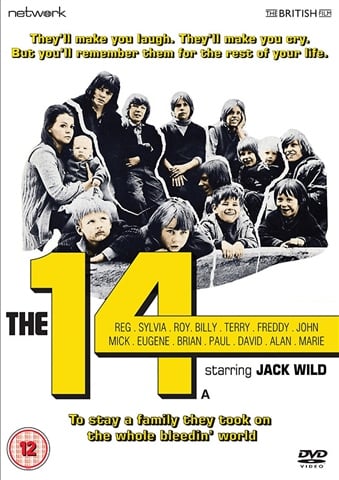 network
THE BRITISH FILM
They'll make you laugh. They'll make you cry.
But you'll remember them for the rest of your life.
THE 14
REG . SYLVIA . ROY . BILLY . TERRY . FREDDY . JOHN
MICK . EUGENE . BRIAN . PAUL . DAVID . ALAN . MARIE
starring JACK WILD
A
To stay a family they took on
the whole bleedin' world
12
DVD
VIDEO